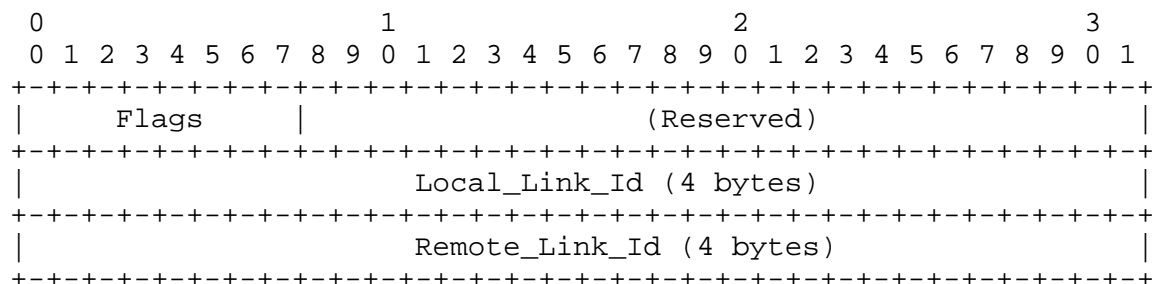 0                   1                   2                   3
 0 1 2 3 4 5 6 7 8 9 0 1 2 3 4 5 6 7 8 9 0 1 2 3 4 5 6 7 8 9 0 1
+-+-+-+-+-+-+-+-+-+-+-+-+-+-+-+-+-+-+-+-+-+-+-+-+-+-+-+-+-+-+-+-+
|     Flags     |                   (Reserved)                  |
+-+-+-+-+-+-+-+-+-+-+-+-+-+-+-+-+-+-+-+-+-+-+-+-+-+-+-+-+-+-+-+-+
|                      Local_Link_Id (4 bytes)                  |
+-+-+-+-+-+-+-+-+-+-+-+-+-+-+-+-+-+-+-+-+-+-+-+-+-+-+-+-+-+-+-+-+
|                      Remote_Link_Id (4 bytes)                 |
+-+-+-+-+-+-+-+-+-+-+-+-+-+-+-+-+-+-+-+-+-+-+-+-+-+-+-+-+-+-+-+-+